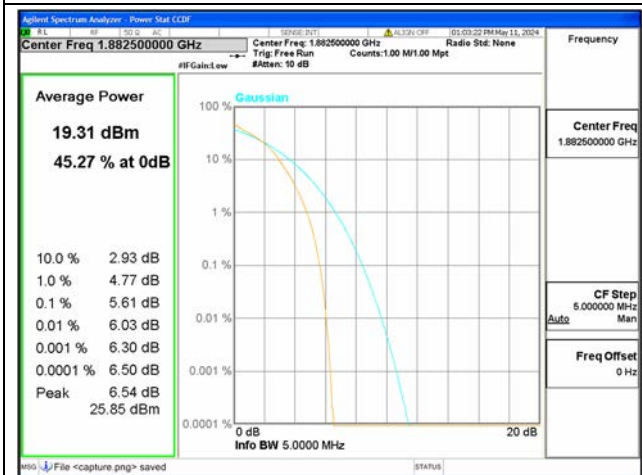 Agilent Spectrum Analyzer - Power Stat CCDF
RL RF 50 Ω AC SENSE:INT ALIGN OFF 01:03:22 PM May 11, 2024
Center Freq 1.882500000 GHz
Center Freq: 1.882500000 GHz Radio Std: None
Trig: Free Run Counts:1.00 M/1.00 Mpt
#IFGain:Low #Atten: 10 dB
Frequency
Average Power
19.31 dBm
45.27 % at 0dB
10.0 % 2.93 dB
1.0 % 4.77 dB
0.1 % 5.61 dB
0.01 % 6.03 dB
0.001 % 6.30 dB
0.0001 % 6.50 dB
Peak 6.54 dB
25.85 dBm
Gaussian
100 %
10 %
1 %
0.1 %
0.01 %
0.001 %
0.0001 %
0 dB 20 dB
Info BW 5.0000 MHz
Center Freq
1.882500000 GHz
CF Step
5.000000 MHz
Auto Man
Freq Offset
0 Hz
MSG File <capture.png> saved STATUS